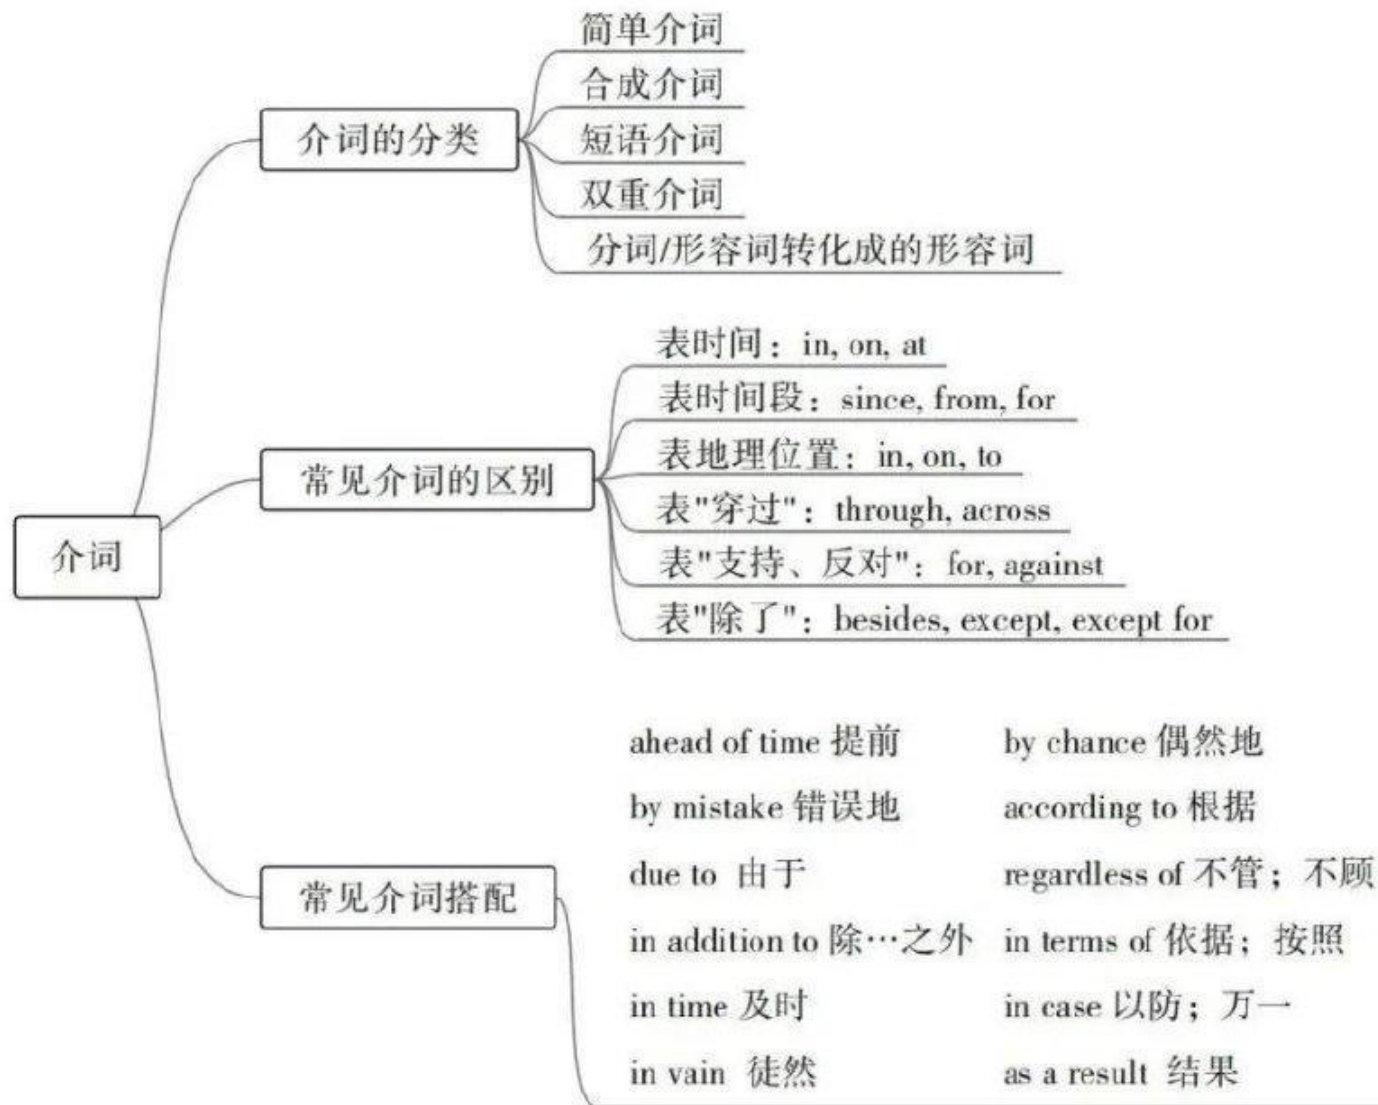 介词
介词的分类
简单介词
合成介词
短语介词
双重介词
分词/形容词转化成的形容词
常见介词的区别
表时间：in, on, at
表时间段：since, from, for
表地理位置：in, on, to
表"穿过"：through, across
表"支持、反对"：for, against
表"除了"：besides, except, except for
常见介词搭配
ahead of time 提前 by chance 偶然地
by mistake 错误地 according to 根据
due to 由于 regardless of 不管；不顾
in addition to 除…之外 in terms of 依据；按照
in time 及时 in case 以防；万一
in vain 徒然 as a result 结果